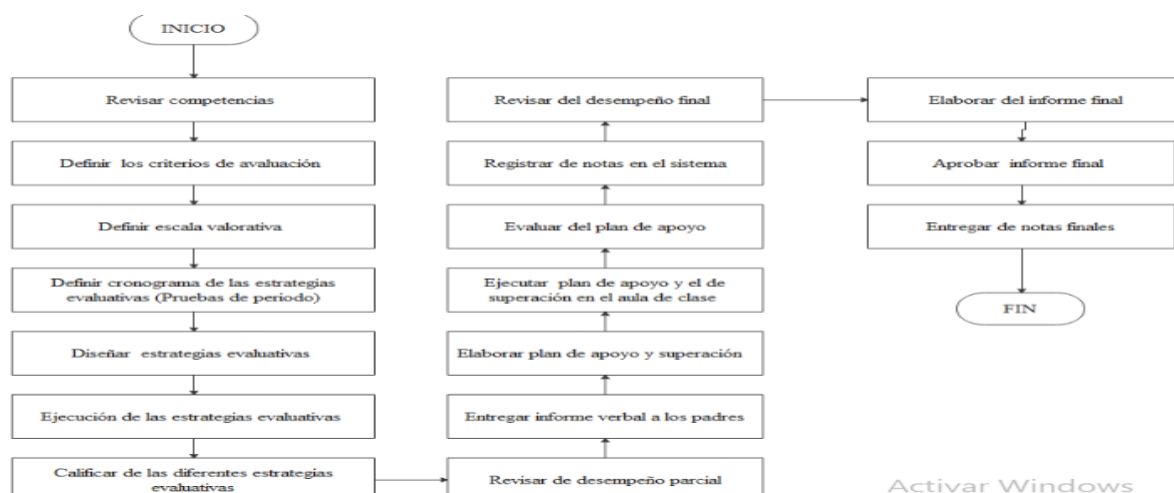 INICIO
Revisar competencias
Definir los criterios de avaluación
Definir escala valorativa
Definir cronograma de las estrategias
evaluativas (Pruebas de periodo)
Diseñar estrategias evaluativas
Ejecución de las estrategias evaluativas
Calificar de las diferentes estrategias
evaluativas
Revisar de desempeño parcial
Entregar informe verbal a los padres
Elaborar plan de apoyo y superación
Ejecutar plan de apoyo y el de
superación en el aula de clase
Evaluar del plan de apoyo
Registrar de notas en el sistema
Revisar del desempeño final
Elaborar del informe final
Aprobar informe final
Entregar de notas finales
FIN
Activar Windows